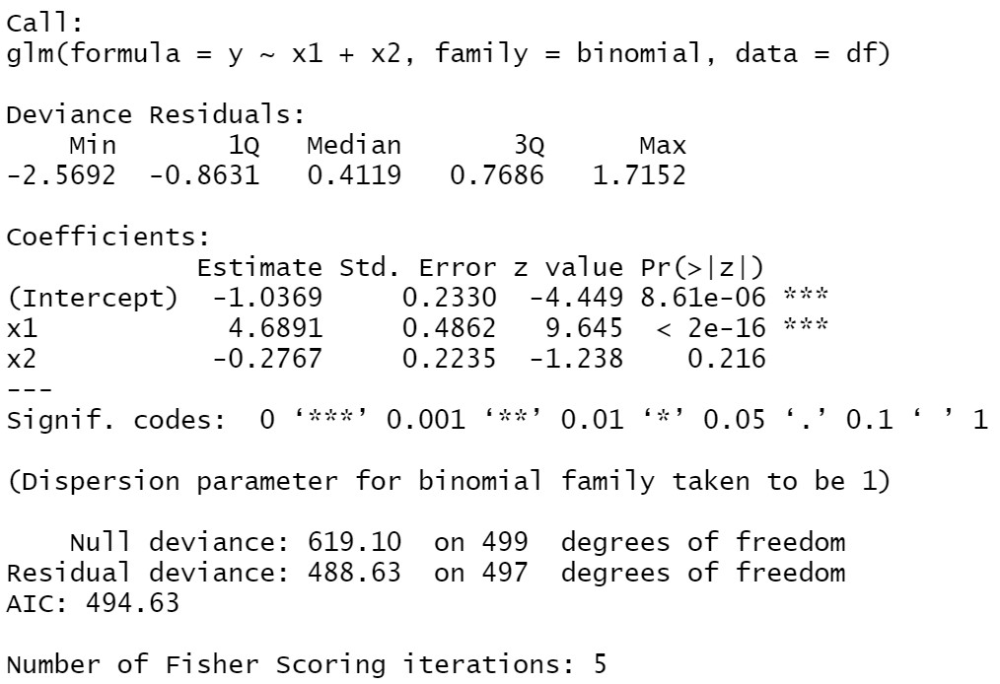 Call:
glm(formula = y ~ x1 + x2, family = binomial, data = df)
Deviance Residuals:
    Min       1Q   Median       3Q      Max
-2.5692  -0.8631   0.4119   0.7686   1.7152
Coefficients:
            Estimate Std. Error z value Pr(>|z|)
(Intercept)  -1.0369     0.2330  -4.449 8.61e-06 ***
x1            4.6891     0.4862   9.645  < 2e-16 ***
x2           -0.2767     0.2235  -1.238    0.216
---
Signif. codes:  0 ‘***’ 0.001 ‘**’ 0.01 ‘*’ 0.05 ‘.’ 0.1 ‘ ’ 1
(Dispersion parameter for binomial family taken to be 1)
    Null deviance: 619.10  on 499  degrees of freedom
Residual deviance: 488.63  on 497  degrees of freedom
AIC: 494.63
Number of Fisher Scoring iterations: 5